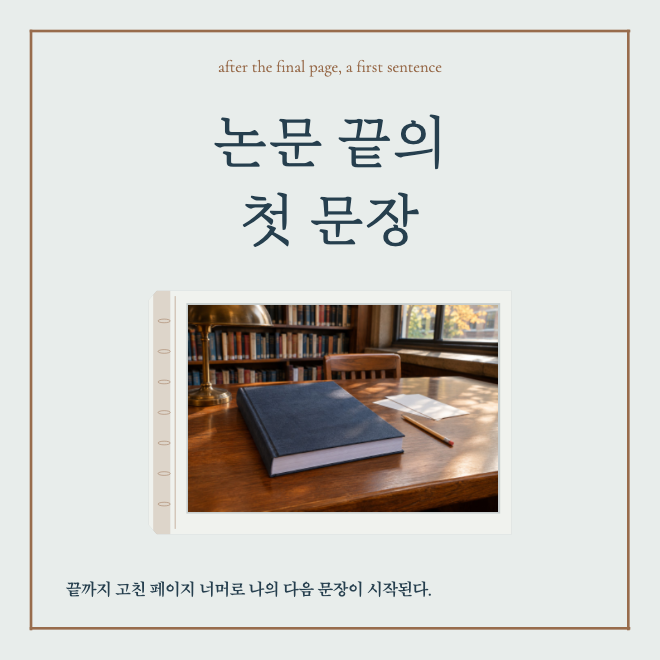 after the final page, a first sentence
논문 끝의
첫 문장
끝까지 고친 페이지 너머로 나의 다음 문장이 시작된다.